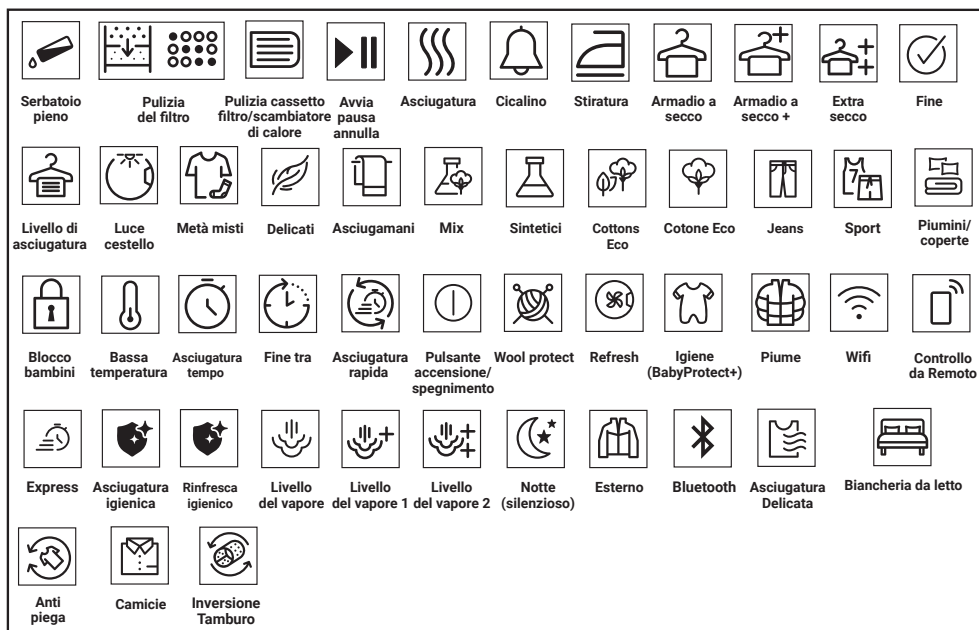 Serbatoio pieno
Pulizia del filtro
Pulizia cassetto filtro/scambiatore di calore
Avvia pausa annulla
Asciugatura
Cicalino
Stiratura
Armadio a secco
Armadio a secco +
Extra secco
Fine
Livello di asciugatura
Luce cestello
Metà misti
Delicati
Asciugamani
Mix
Sintetici
Cottons Eco
Cotone Eco
Jeans
7
Sport
Piumini/ coperte
Blocco bambini
Bassa temperatura
Asciugatura tempo
Fine tra
Asciugatura rapida
Pulsante accensione/ spegnimento
Wool protect
Refresh
Igiene (BabyProtect+)
Piume
Wifi
Controllo da Remoto
Express
Asciugatura igienica
Rinfresca igienico
Livello del vapore
Livello del vapore 1
Livello del vapore 2
Notte (silenzioso)
Esterno
Bluetooth
Asciugatura Delicata
Biancheria da letto
Anti piega
Camicie
Inversione Tamburo